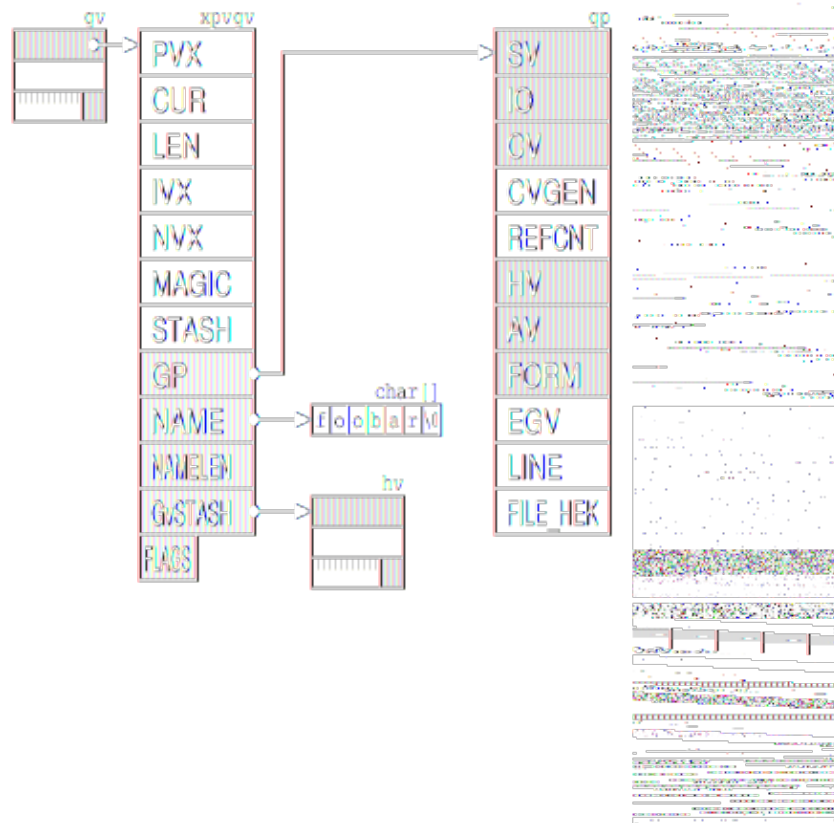 gv
xpvgv
gp
PVX
CUR
LEN
IVX
NVX
MAGIC
STASH
GP
NAME
NAMELEN
GvSTASH
FLAGS
SV
IO
CV
CVGEN
REFCNT
HV
AV
FORM
EGV
LINE
FILE_HEK
char[]
foobar\0
hv